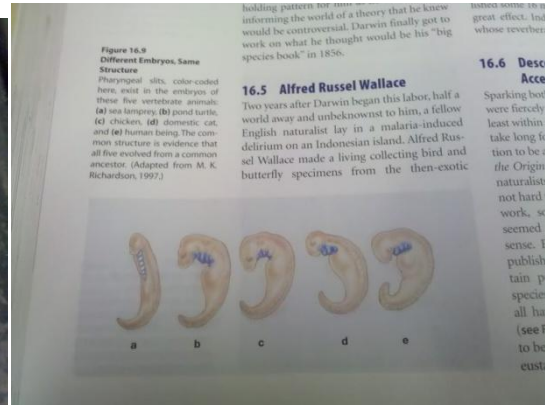 holding pattern for him
informing the world of a theory that he knew
would be controversial. Darwin finally got to
work on what he thought would be his "big
species book" in 1856.
Figure 16.9
Different Embryos, Same
Structure
Pharyngeal slits, color-coded
here, exist in the embryos of
these five vertebrate animals:
(a) sea lamprey, (b) pond turtle,
(c) chicken, (d) domestic cat,
and (e) human being. The com-
mon structure is evidence that
all five evolved from a common
ancestor. (Adapted from M. K.
Richardson, 1997.)
16.5 Alfred Russel Wallace
Two years after Darwin began this labor, half a
world away and unbeknownst to him, a fellow
English naturalist lay in a malaria-induced
delirium on an Indonesian island. Alfred Rus-
sel Wallace made a living collecting bird and
butterfly specimens from the then-exotic
a b c d e
great effect. Ind
whose reverber
16.6 Desc
Acce
Sparking bot
were fiercely
least within
take long fo
tion to be a
the Origin
naturalist
not hard
work, so
seemed
sense. 
publish
tain p
specie
all ha
(see F
to be
eusta